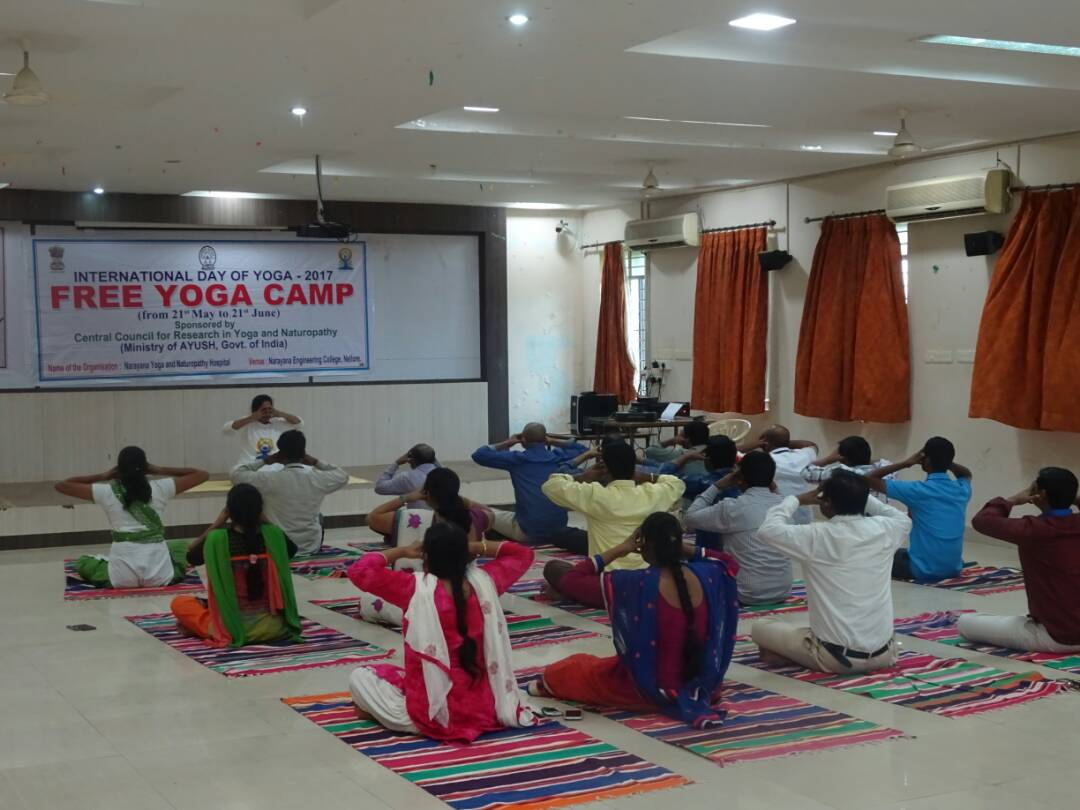 INTERNATIONAL DAY OF YOGA - 2017
FREE YOGA CAMP
(from 21st May to 21st June)
Sponsored by
Central Council for Research in Yoga and Naturopathy
(Ministry of AYUSH, Govt. of India)
Name of the Organisation : Narayana Yoga and Naturopathy Hospital Venue : Narayana Engineering College, Nellore.